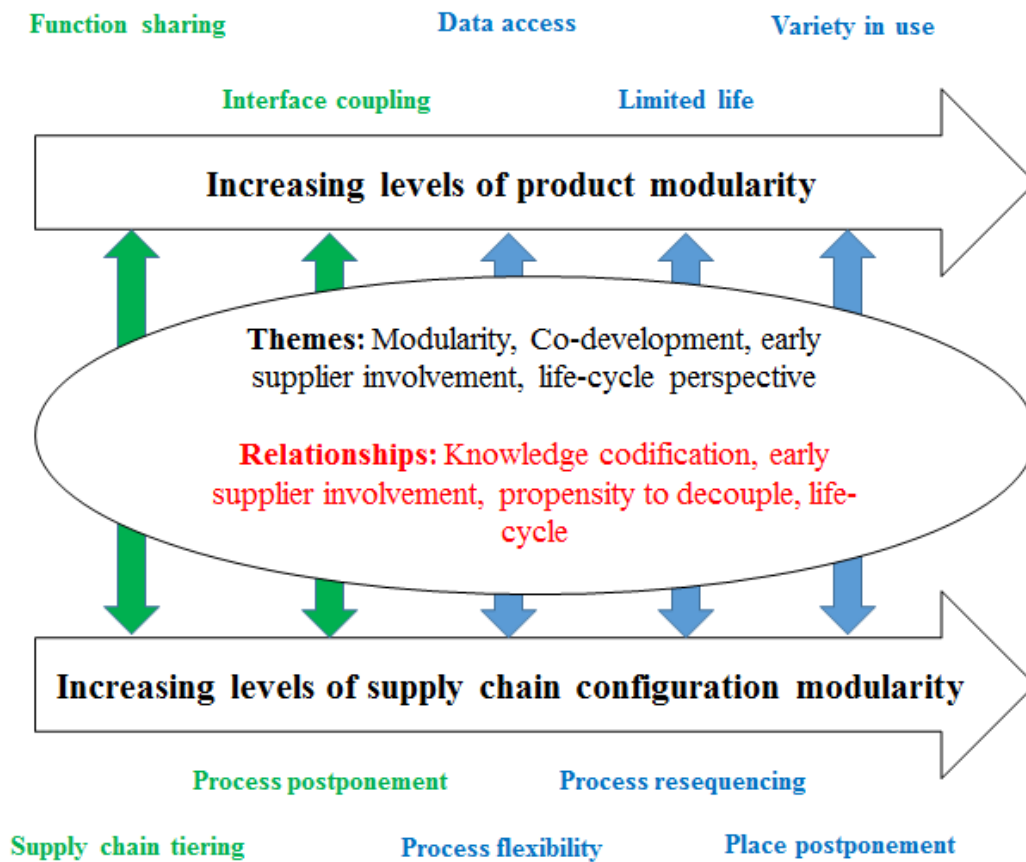 Function sharing
Data access
Variety in use
Interface coupling
Limited life
Increasing levels of product modularity
Themes: Modularity, Co-development, early
supplier involvement, life-cycle perspective
Relationships: Knowledge codification, early
supplier involvement, propensity to decouple, life-
cycle
Increasing levels of supply chain configuration modularity
Process postponement
Process resequencing
Supply chain tiering
Process flexibility
Place postponement